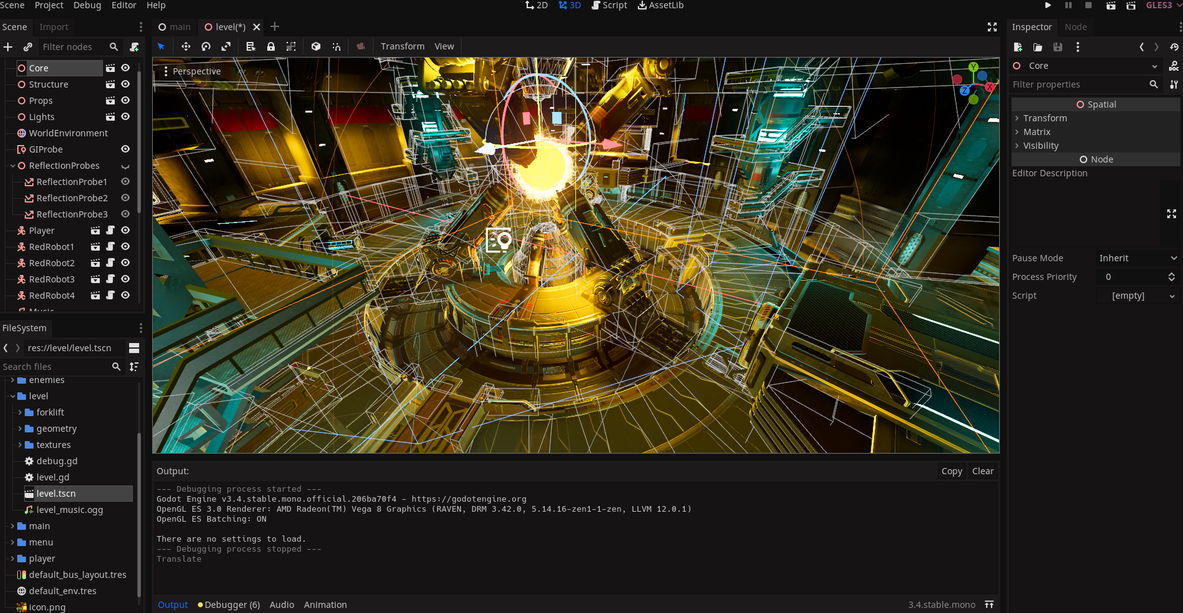 Scene Project Debug Editor Help
2D 3D Script AssetLib
GLES3
Scene Import
main level(*)
Inspector Node
Filter nodes
Transform View
Core
Structure
Props
Lights
WorldEnvironment
GIProbe
ReflectionProbes
ReflectionProbe1
ReflectionProbe2
ReflectionProbe3
Player
RedRobot1
RedRobot2
RedRobot3
RedRobot4
Music
FileSystem
res://level/level.tscn
Search files
enemies
level
forklift
geometry
textures
debug.gd
level.gd
level.tscn
level_music.ogg
main
menu
player
default_bus_layout.tres
default_env.tres
icon.png
Perspective
Y
X
Z
Output:
Copy Clear
--- Debugging process started ---
Godot Engine v3.4.stable.mono.official.206ba70f4 - https://godotengine.org
OpenGL ES 3.0 Renderer: AMD Radeon(TM) Vega 8 Graphics (RAVEN, DRM 3.42.0, 5.14.16-zen1-1-zen, LLVM 12.0.1)
OpenGL ES Batching: ON
There are no settings to load.
--- Debugging process stopped ---
Translate
Output Debugger (6) Audio Animation
3.4.stable.mono
Core
Filter properties
Spatial
Transform
Matrix
Visibility
Node
Editor Description
Pause Mode Inherit
Process Priority 0
Script [empty]